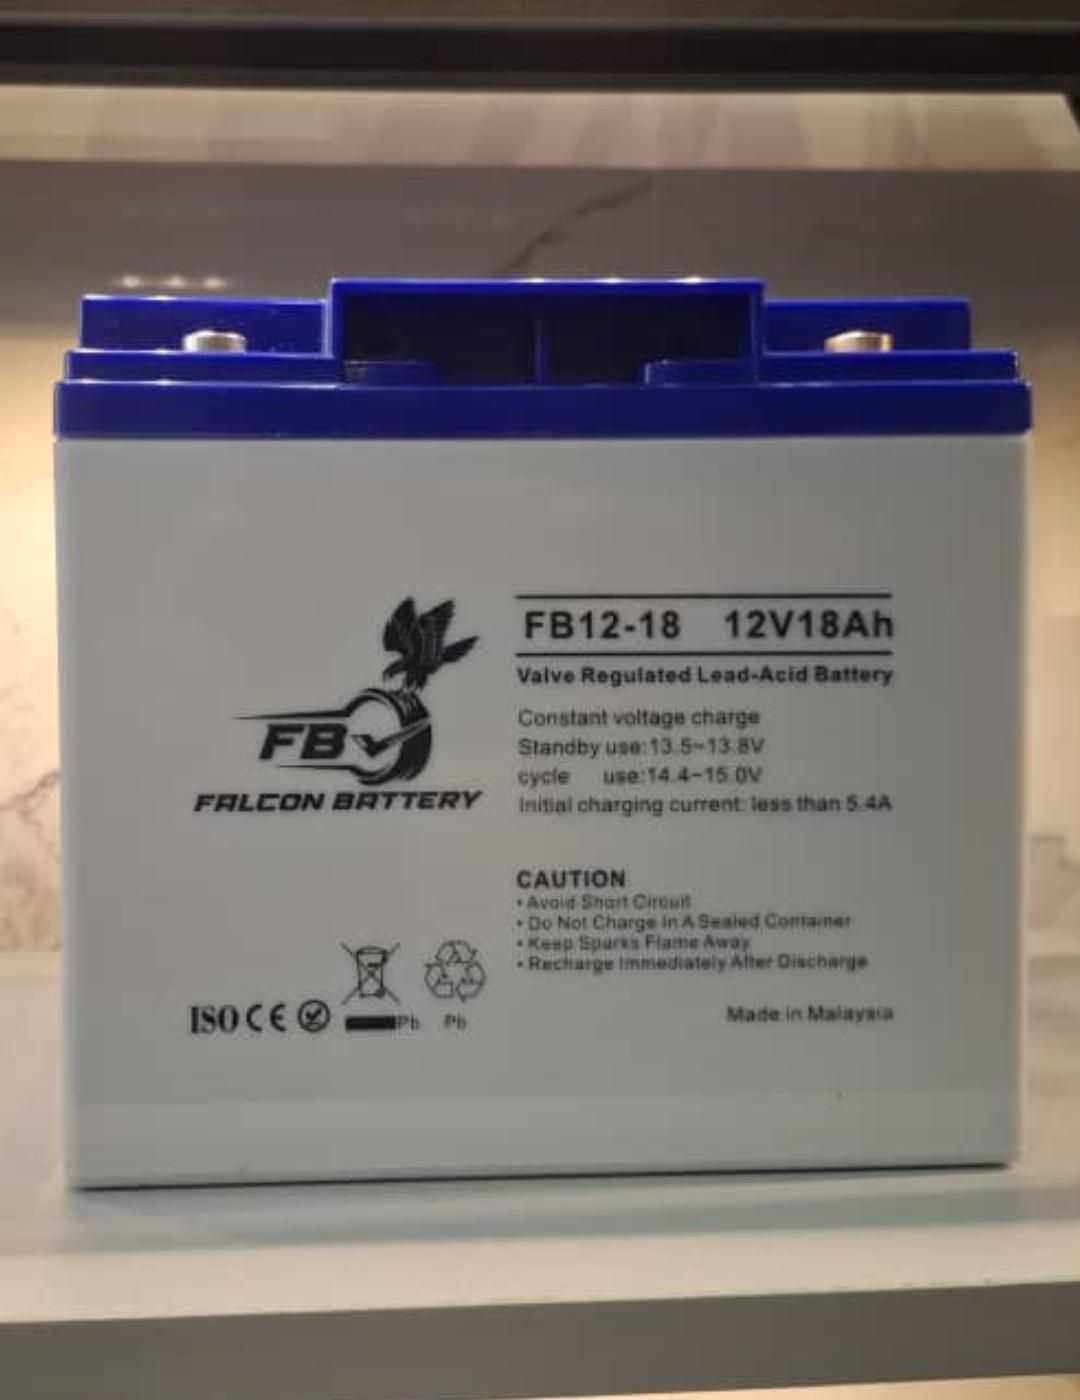 FB12-18 12V18Ah
Valve Regulated Lead-Acid Battery
Constant voltage charge
Standby use:13.5~13.8V
cycle use:14.4~15.0V
Initial charging current: less than 5.4A
FB
FALCON BATTERY
CAUTION
• Avoid Short Circuit
• Do Not Charge In A Sealed Container
• Keep Sparks Flame Away
• Recharge Immediately After Discharge
ISO CE Pb Pb
Made in Malaysia